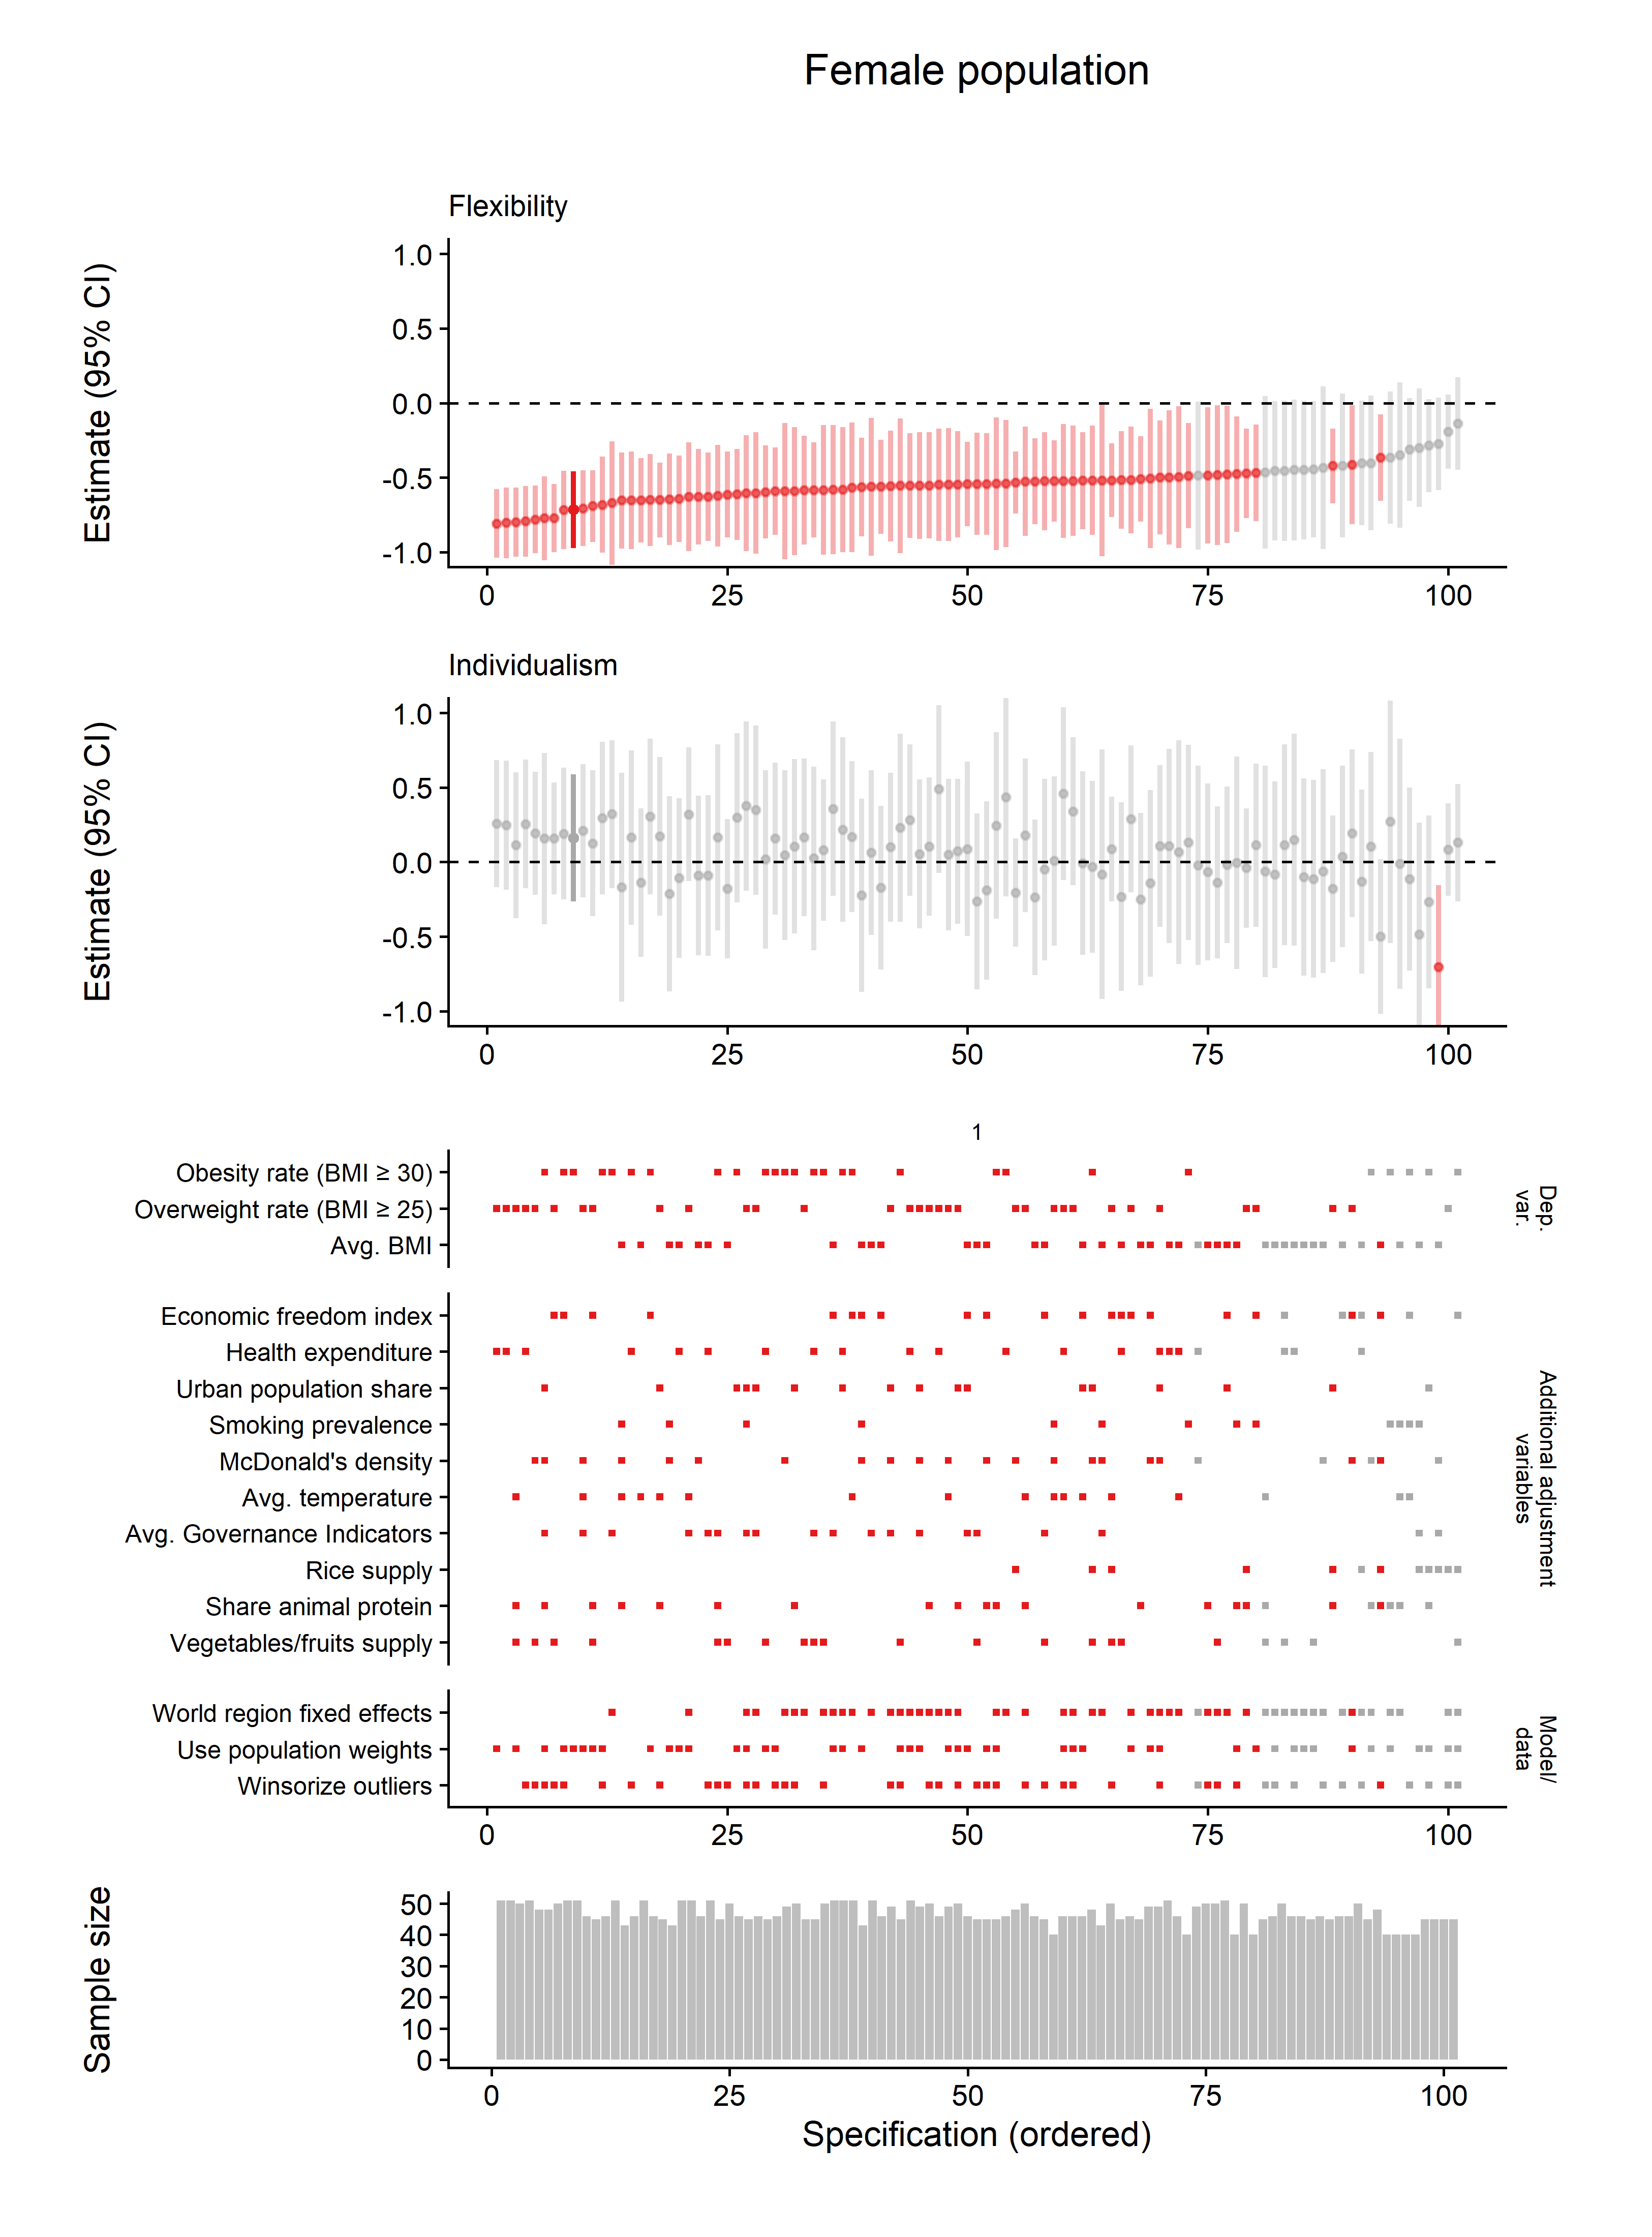 Female population
Flexibility
Estimate (95% CI)
1.0
0.5
0.0
-0.5
-1.0
0 25 50 75 100
Individualism
Estimate (95% CI)
1.0
0.5
0.0
-0.5
-1.0
0 25 50 75 100
1
Obesity rate (BMI ≥ 30)
Overweight rate (BMI ≥ 25)
Avg. BMI
Dep.
var.
Economic freedom index
Health expenditure
Urban population share
Smoking prevalence
McDonald's density
Avg. temperature
Avg. Governance Indicators
Rice supply
Share animal protein
Vegetables/fruits supply
Additional adjustment
variables
World region fixed effects
Use population weights
Winsorize outliers
Model/
data
0 25 50 75 100
Sample size
50
40
30
20
10
0
0 25 50 75 100
Specification (ordered)